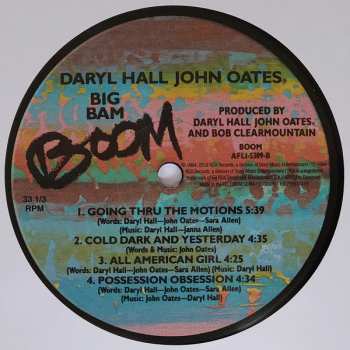 DARYL HALL JOHN OATES.
BIG
BAM
BOOM
PRODUCED BY
DARYL HALL, JOHN OATES,
AND BOB CLEARMOUNTAIN
BOOM
AFL1-5309-B
33 1/3
RPM
1. GOING THRU THE MOTIONS 5:39
(Words: Daryl Hall—John Oates—Sara Allen)
(Music: Daryl Hall—Janna Allen)
2. COLD DARK AND YESTERDAY 4:35
(Words & Music: John Oates)
3. ALL AMERICAN GIRL 4:25
(Words: Daryl Hall—John Oates—Sara Allen) (Music: Daryl Hall)
4. POSSESSION OBSESSION 4:34
(Words: Daryl Hall—John Oates—Sara Allen)
(Music: John Oates—Daryl Hall)